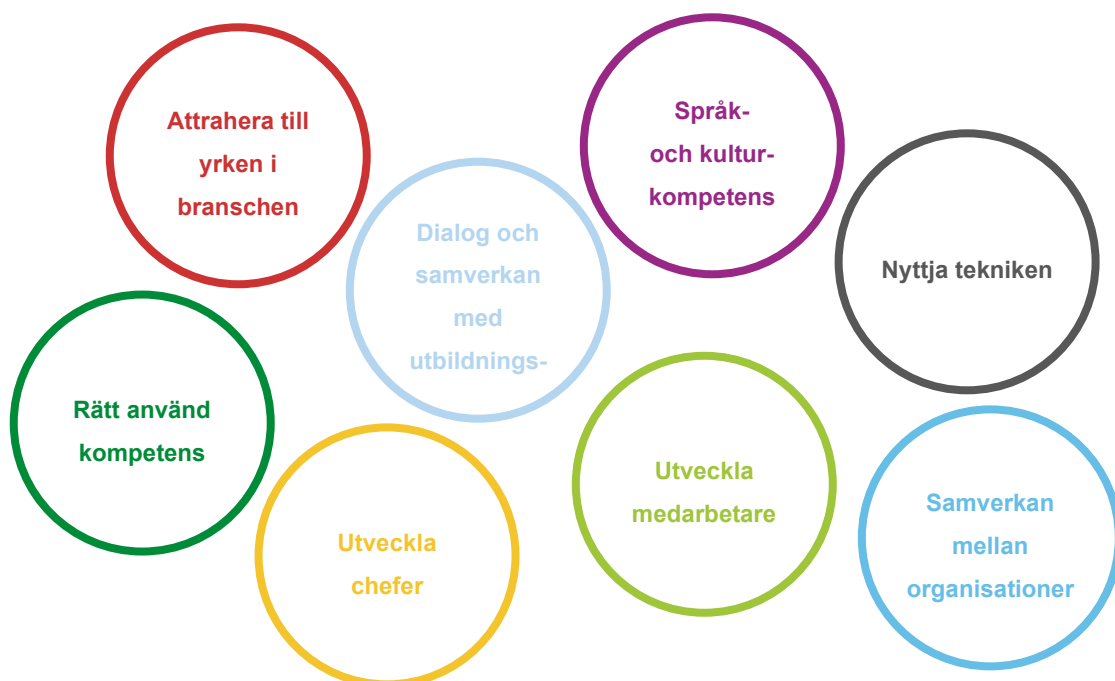 Attrahera till
yrken i
branschen
Språk-
och kultur-
kompetens
Dialog och
samverkan
med
utbildnings-
Nyttja tekniken
Rätt använd
kompetens
Utveckla
chefer
Utveckla
medarbetare
Samverkan
mellan
organisationer